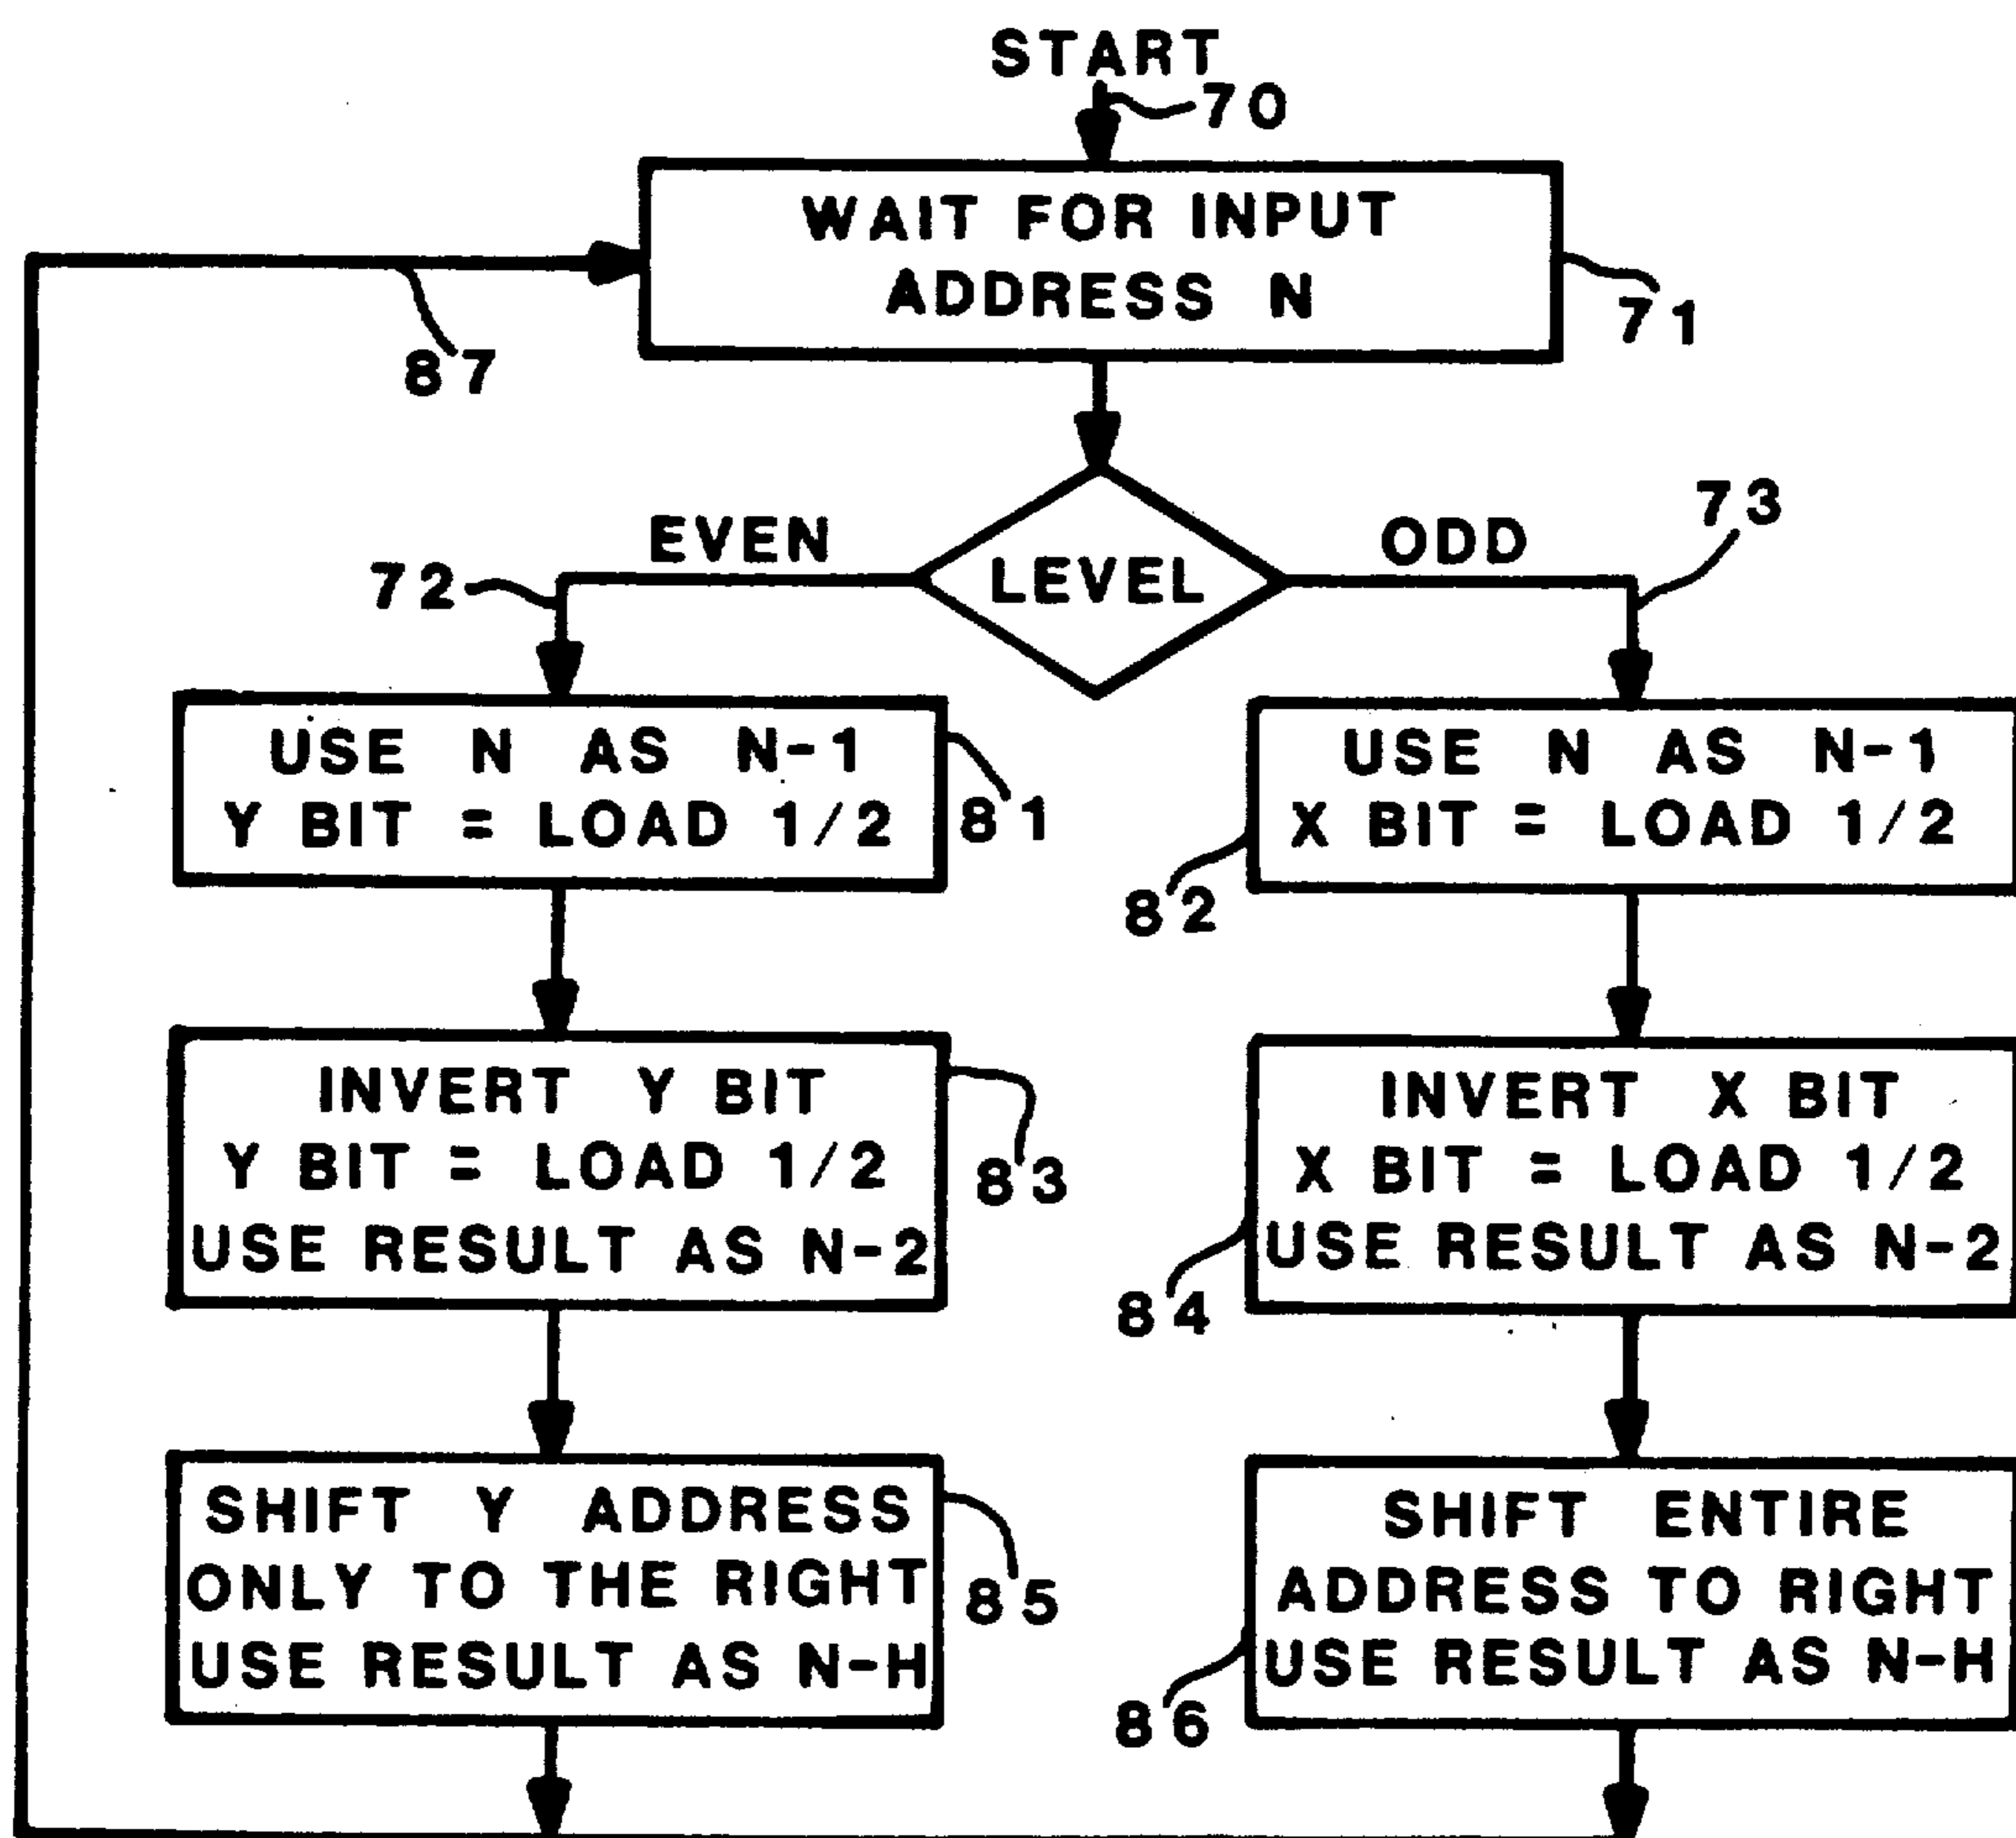 START
70
WAIT FOR INPUT
ADDRESS N
71
87
EVEN
LEVEL
ODD
72
73
USE N AS N-1
Y BIT = LOAD 1/2
81
USE N AS N-1
X BIT = LOAD 1/2
82
INVERT Y BIT
Y BIT = LOAD 1/2
USE RESULT AS N-2
83
INVERT X BIT
X BIT = LOAD 1/2
USE RESULT AS N-2
84
SHIFT Y ADDRESS
ONLY TO THE RIGHT
USE RESULT AS N-H
85
SHIFT ENTIRE
ADDRESS TO RIGHT
USE RESULT AS N-H
86